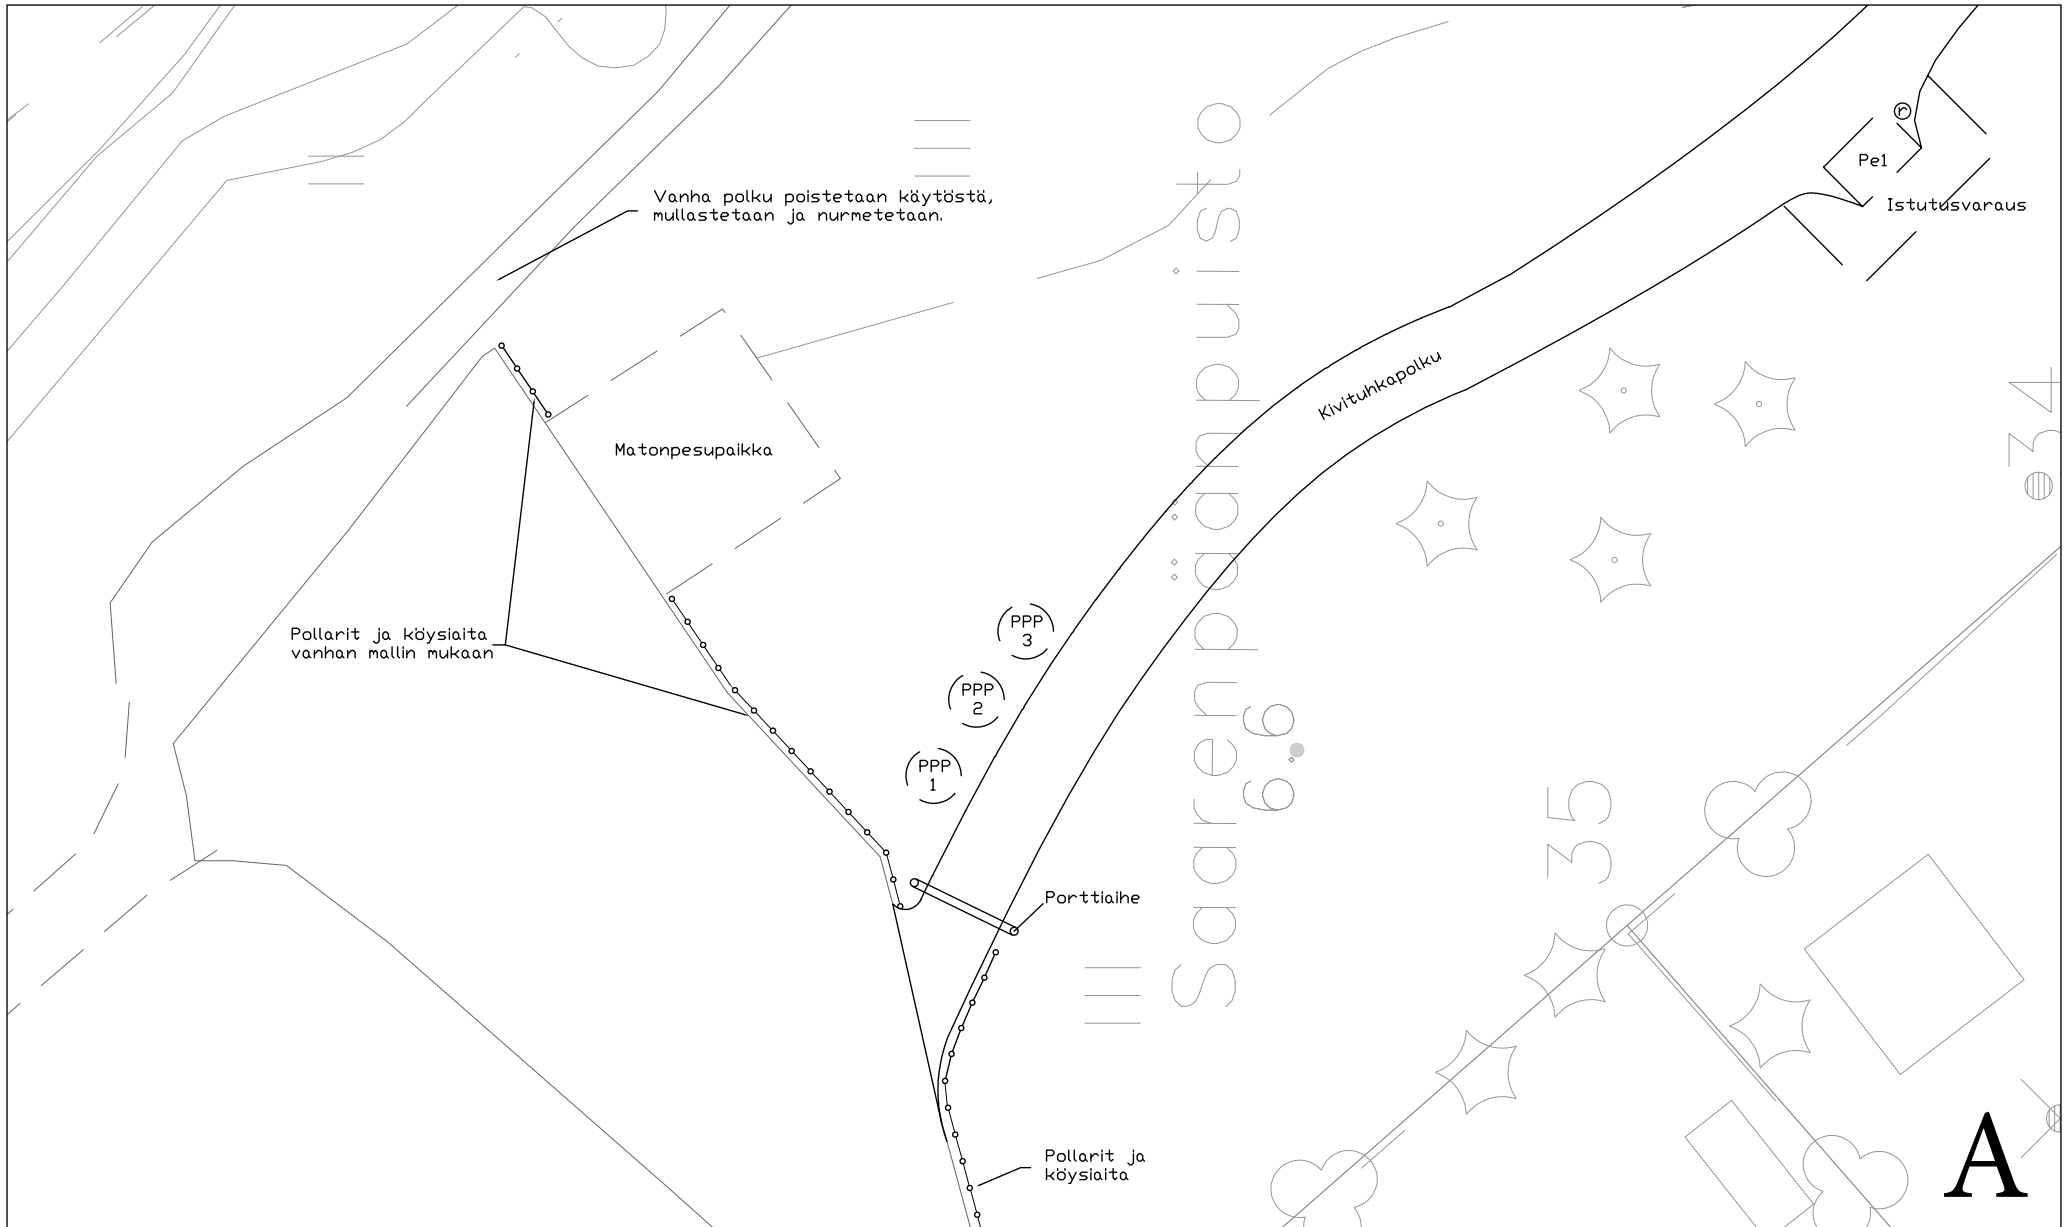 Vanha polku poistetaan käytöstä,
mullastetaan ja nurmetetaan.
r
Pe1
Istutusvaraus
Kivituhkapolku
Matonpesupaikka
Pollarit ja köysiaita
vanhan mallin mukaan
PPP
3
PPP
2
PPP
1
Saarenpäänpuisto
6.6
34
35
Porttiaihe
Pollarit ja
köysiaita
A